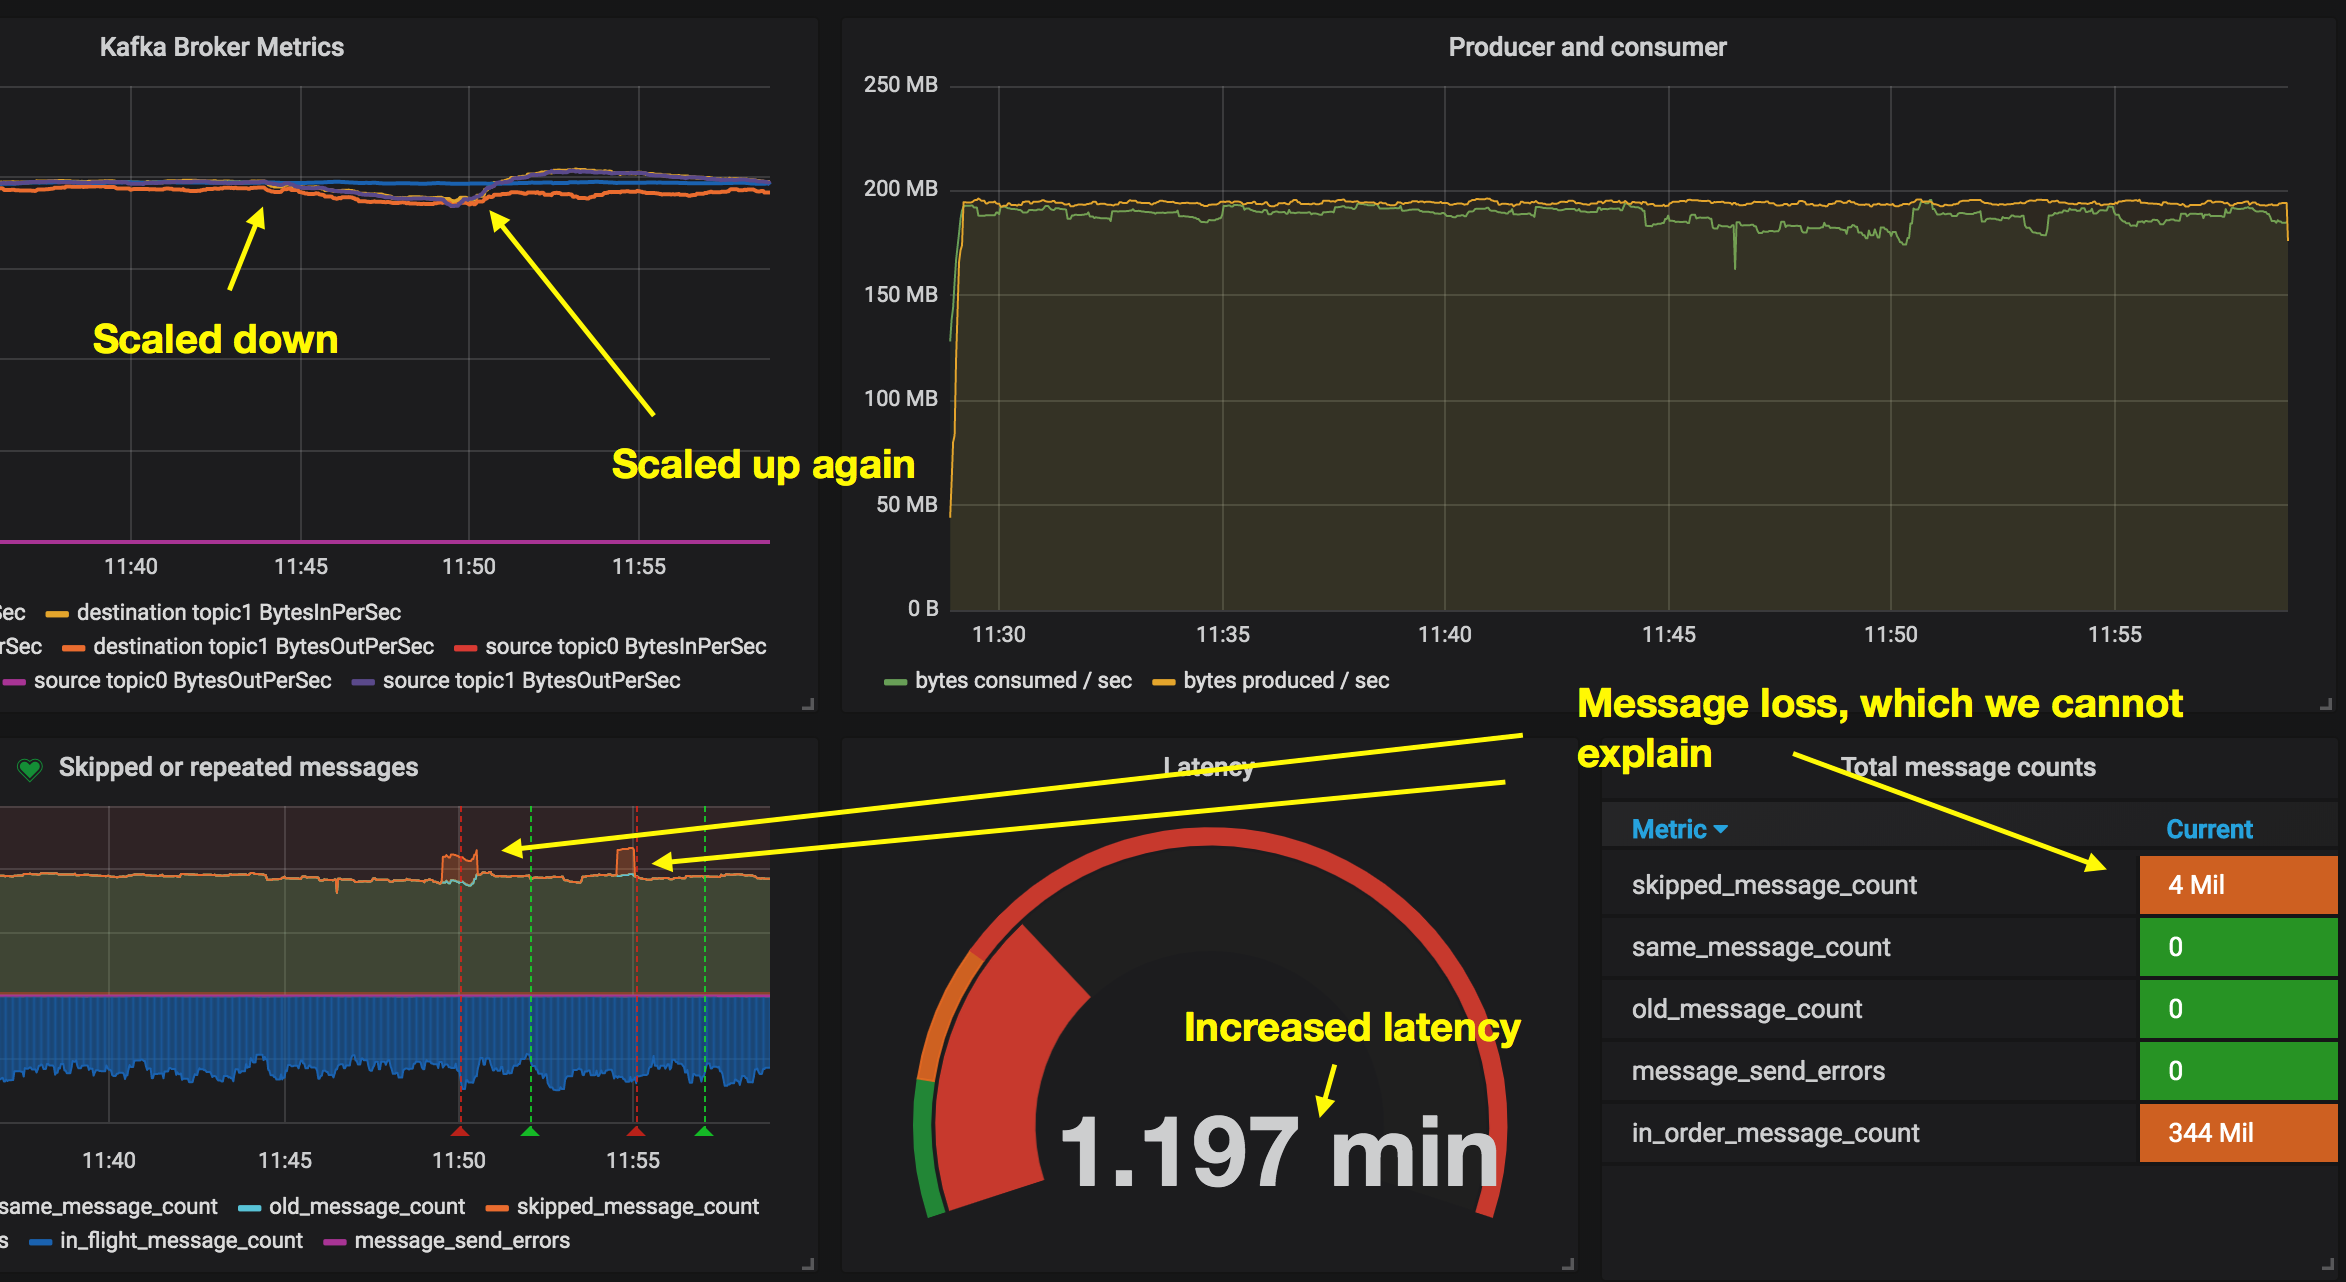 Kafka Broker Metrics
Scaled down
Scaled up again
11:40 11:45 11:50 11:55
Sec destination topic1 BytesInPerSec
rSec destination topic1 BytesOutPerSec source topic0 BytesInPerSec
source topic0 BytesOutPerSec source topic1 BytesOutPerSec
Producer and consumer
250 MB
200 MB
150 MB
100 MB
50 MB
0 B
11:30 11:35 11:40 11:45 11:50 11:55
bytes consumed / sec bytes produced / sec
Message loss, which we cannot
explain
Skipped or repeated messages
11:40 11:45 11:50 11:55
same_message_count old_message_count skipped_message_count
s in_flight_message_count message_send_errors
Latency
Increased latency
1.197 min
Total message counts
Metric Current
skipped_message_count 4 Mil
same_message_count 0
old_message_count 0
message_send_errors 0
in_order_message_count 344 Mil